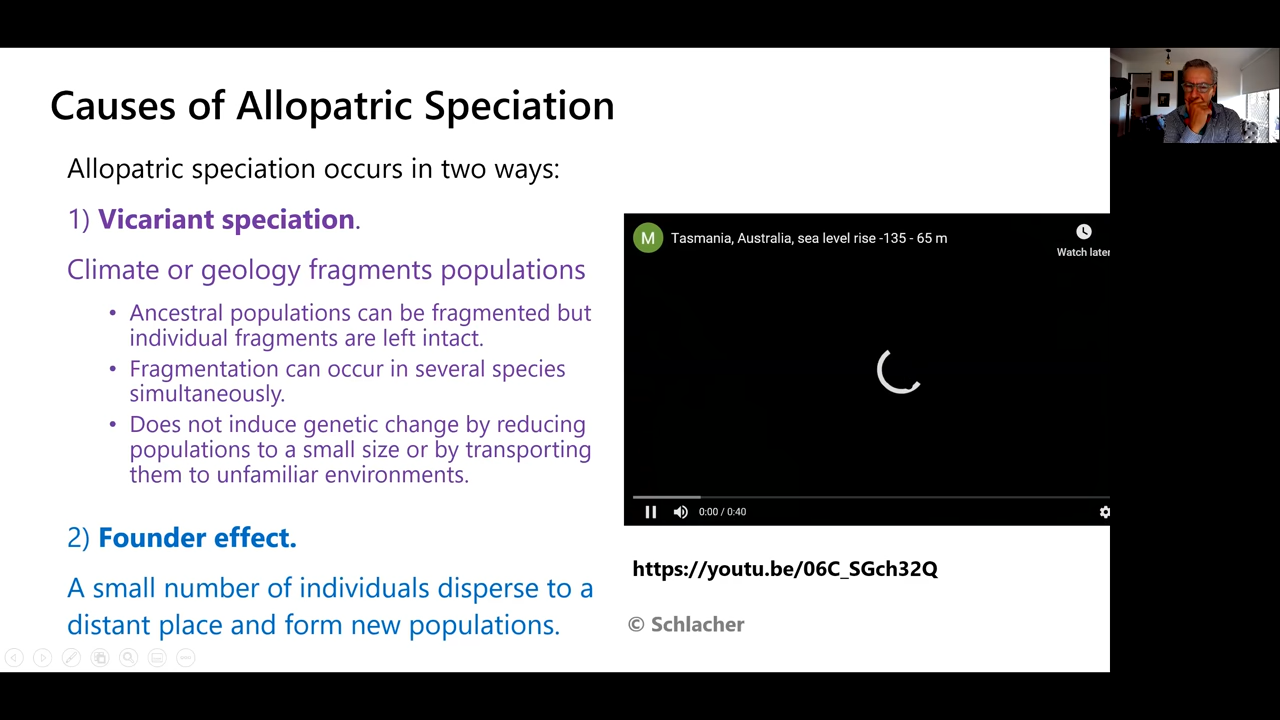 Causes of Allopatric Speciation
Allopatric speciation occurs in two ways:
1) Vicariant speciation.
Climate or geology fragments populations
• Ancestral populations can be fragmented but
individual fragments are left intact.
• Fragmentation can occur in several species
simultaneously.
• Does not induce genetic change by reducing
populations to a small size or by transporting
them to unfamiliar environments.
2) Founder effect.
A small number of individuals disperse to a
distant place and form new populations.
M Tasmania, Australia, sea level rise -135 - 65 m
Watch later
0:00 / 0:40
https://youtu.be/06C_SGch32Q
© Schlacher